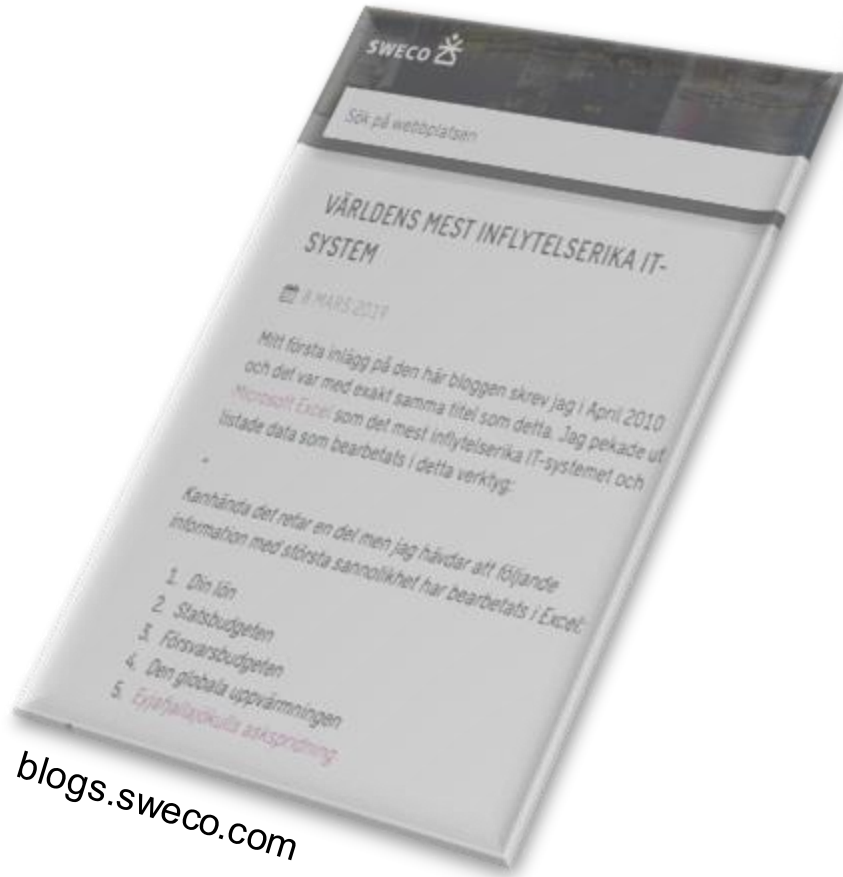 SWECO
Sök på webbplatsen
VÄRLDENS MEST INFLYTELSERIKA IT-
SYSTEM
8 MARS 2019
Mitt första inlägg på den här bloggen skrev jag i April 2010
och det var med exakt samma titel som detta. Jag pekade ut
Microsoft Excel som det mest inflytelserika IT-systemet och
listade data som bearbetats i detta verktyg:
"
Kanhända det retar en del men jag hävdar att följande
information med största sannolikhet har bearbetats i Excel:
1. Din lön
2. Statsbudgeten
3. Försvarsbudgeten
4. Den globala uppvärmningen
5. Eyjafjallajökulls askspridning
blogs.sweco.com